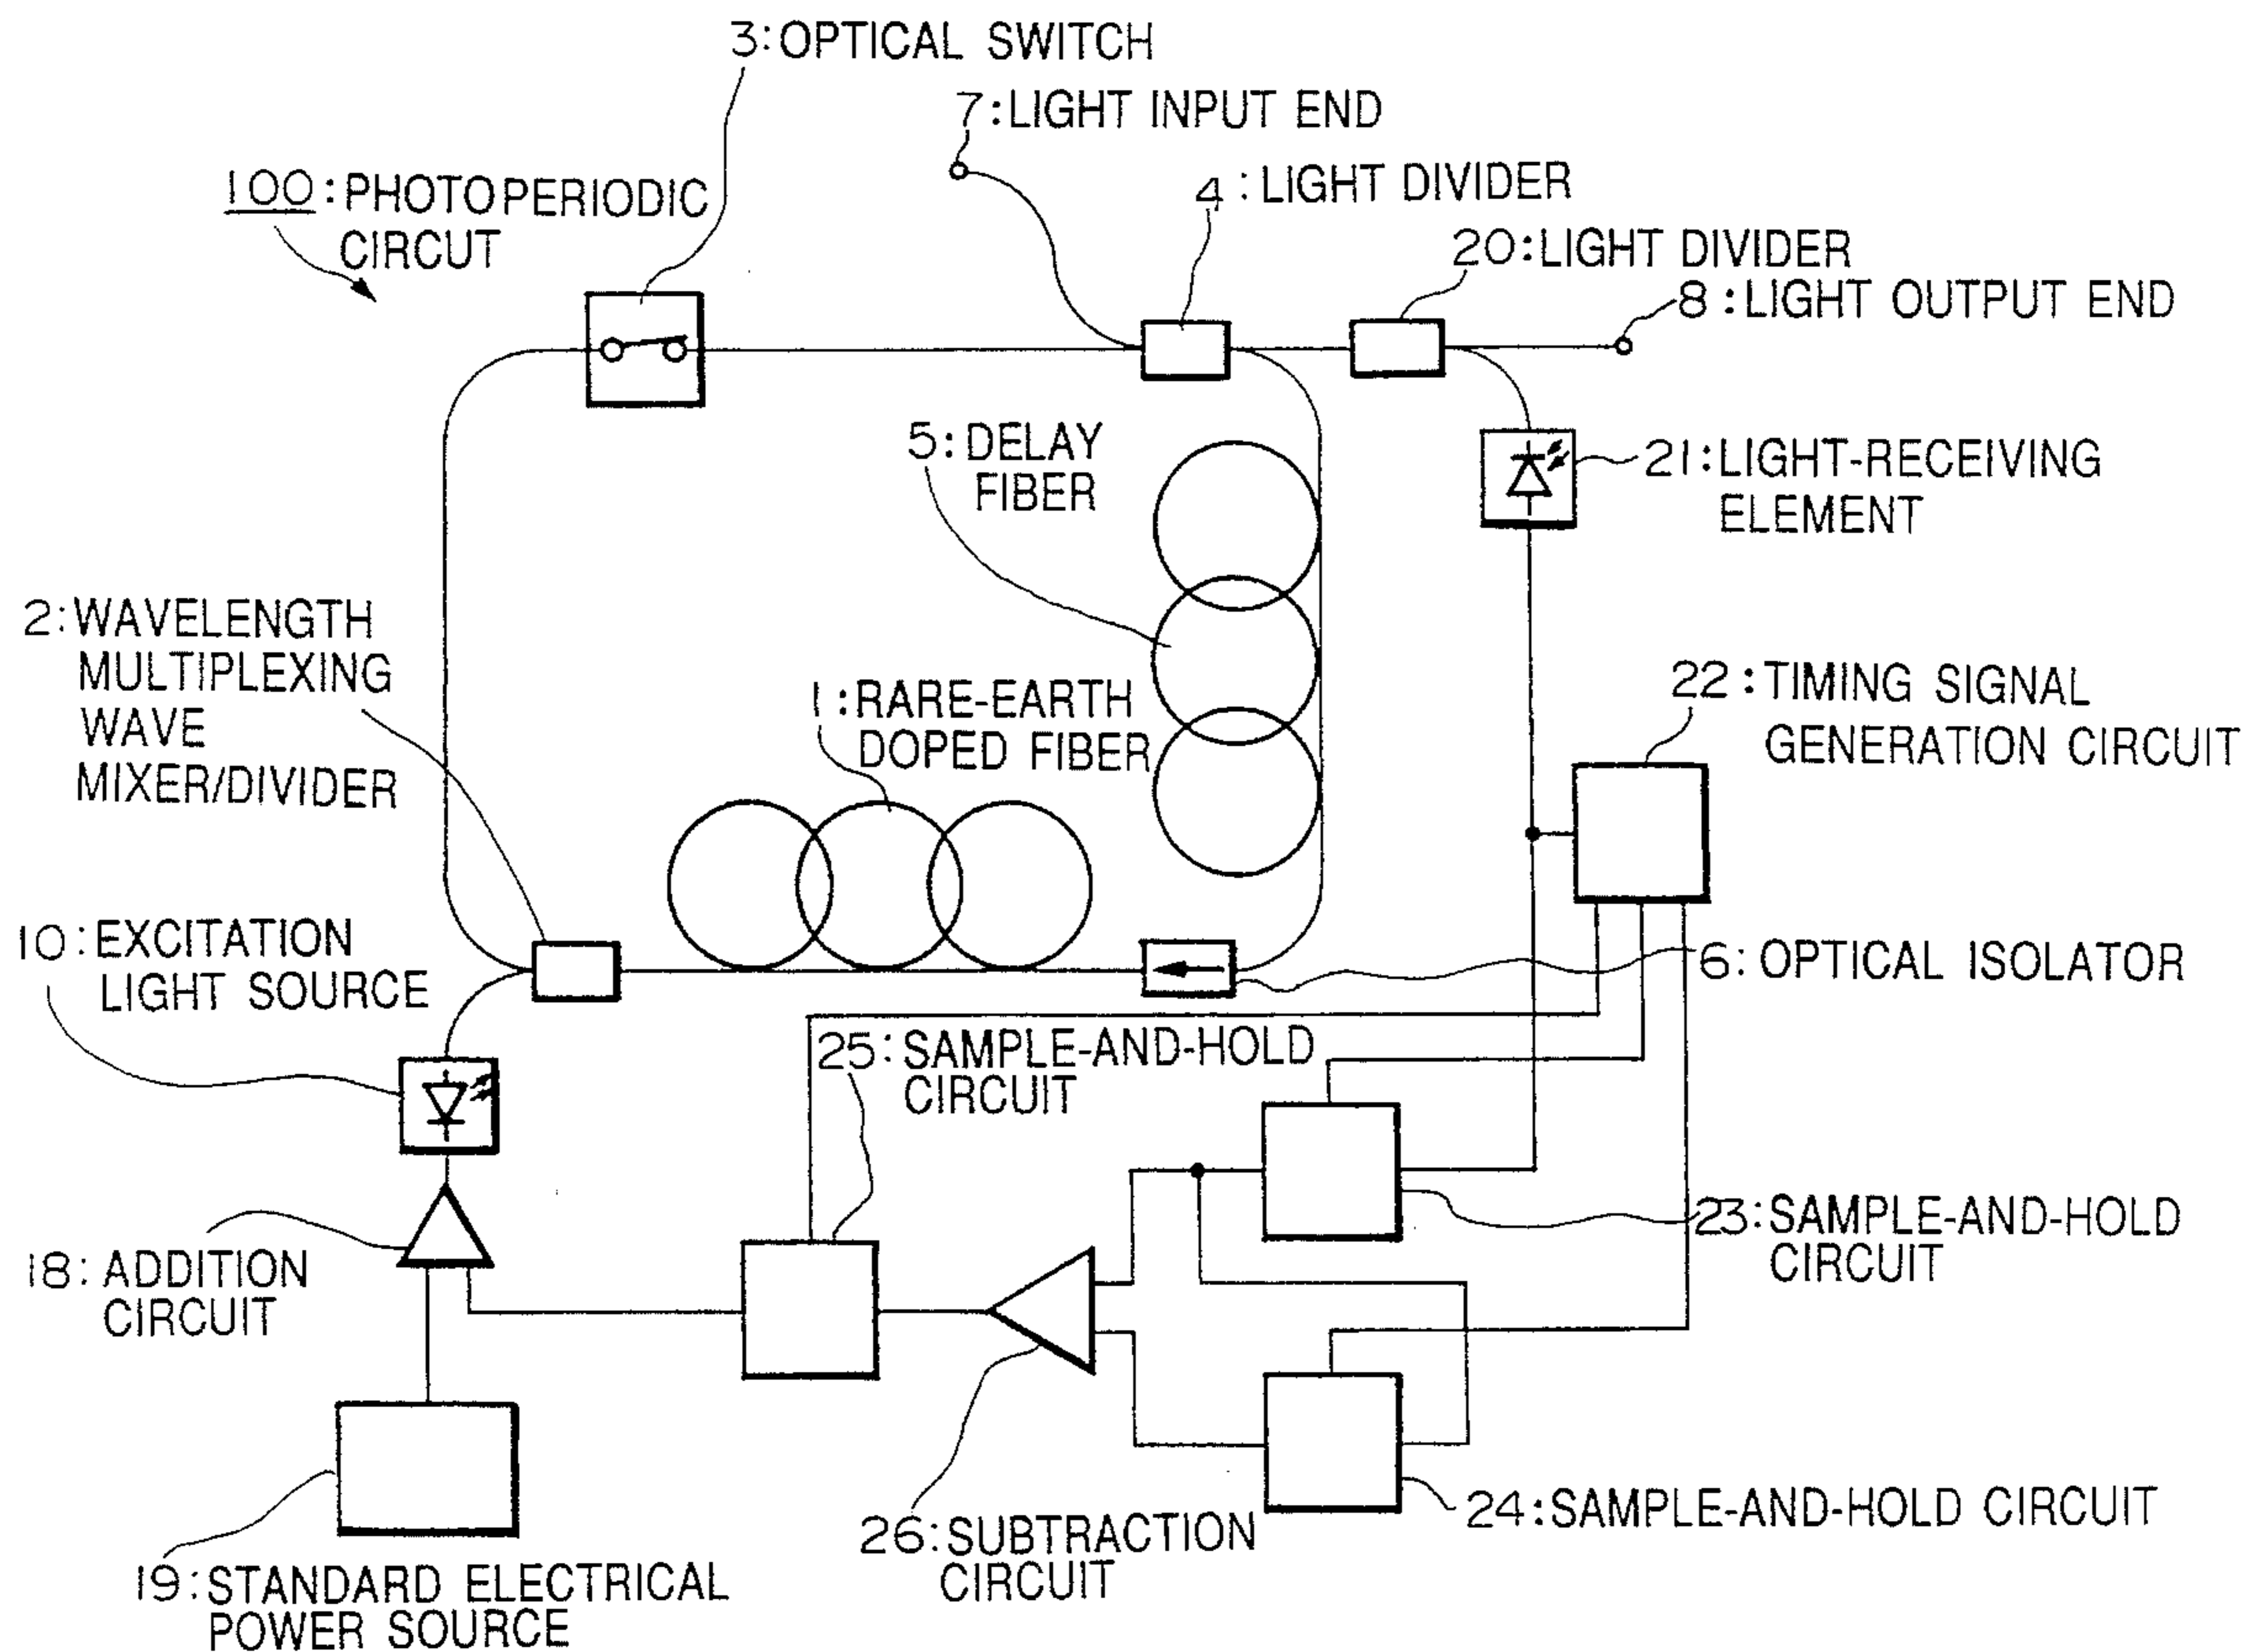 3:OPTICAL SWITCH
7:LIGHT INPUT END
100:PHOTOPERIODIC
CIRCUT
4:LIGHT DIVIDER
20:LIGHT DIVIDER
8:LIGHT OUTPUT END
5:DELAY
FIBER
21:LIGHT-RECEIVING
ELEMENT
2:WAVELENGTH
MULTIPLEXING
WAVE
MIXER/DIVIDER
1:RARE-EARTH
DOPED FIBER
22:TIMING SIGNAL
GENERATION CIRCUIT
10:EXCITATION
LIGHT SOURCE
6:OPTICAL ISOLATOR
25:SAMPLE-AND-HOLD
CIRCUIT
23:SAMPLE-AND-HOLD
CIRCUIT
18:ADDITION
CIRCUIT
24:SAMPLE-AND-HOLD CIRCUIT
26:SUBTRACTION
CIRCUIT
19:STANDARD ELECTRICAL
POWER SOURCE